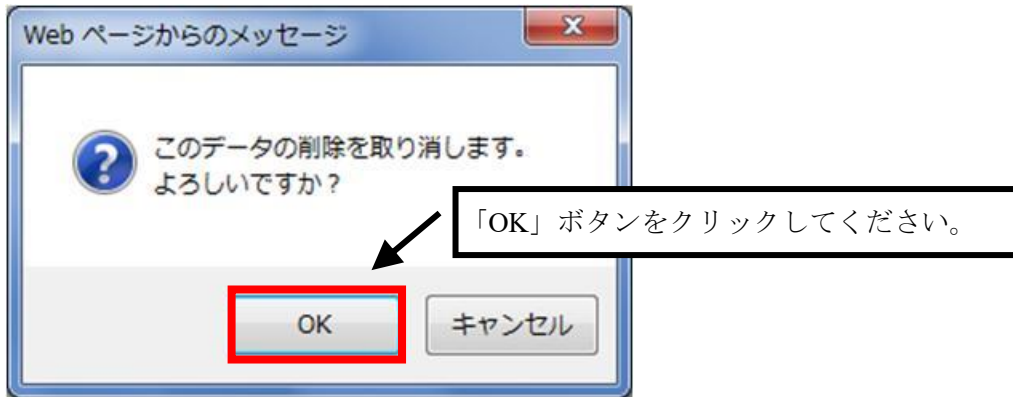 Web ページからのメッセージ
このデータの削除を取り消します。
よろしいですか？
「OK」ボタンをクリックしてください。
OK
キャンセル